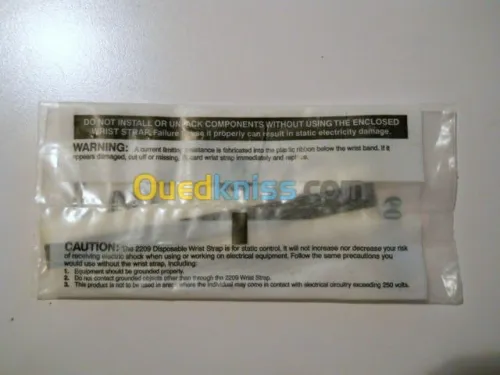 DO NOT INSTALL OR UNPACK COMPONENTS WITHOUT USING THE ENCLOSED
WRIST STRAP. Failure to use it properly can result in static electricity damage.
WARNING: A current limiting resistance is fabricated into the plastic ribbon below the wrist band. If it
appears damaged, cut off or missing, discard wrist strap immediately and replace.
Ouedkniss.com
CAUTION: The 2209 Disposable Wrist Strap is for static control. It will not increase nor decrease your risk
of receiving electric shock when using or working on electrical equipment. Follow the same precautions you
would use without the wrist strap, including:
1. Equipment should be grounded properly.
2. Do not contact grounded objects other than through the 2209 Wrist Strap.
3. This product is not to be used in areas where the individual may come in contact with electrical circuitry exceeding 250 volts.